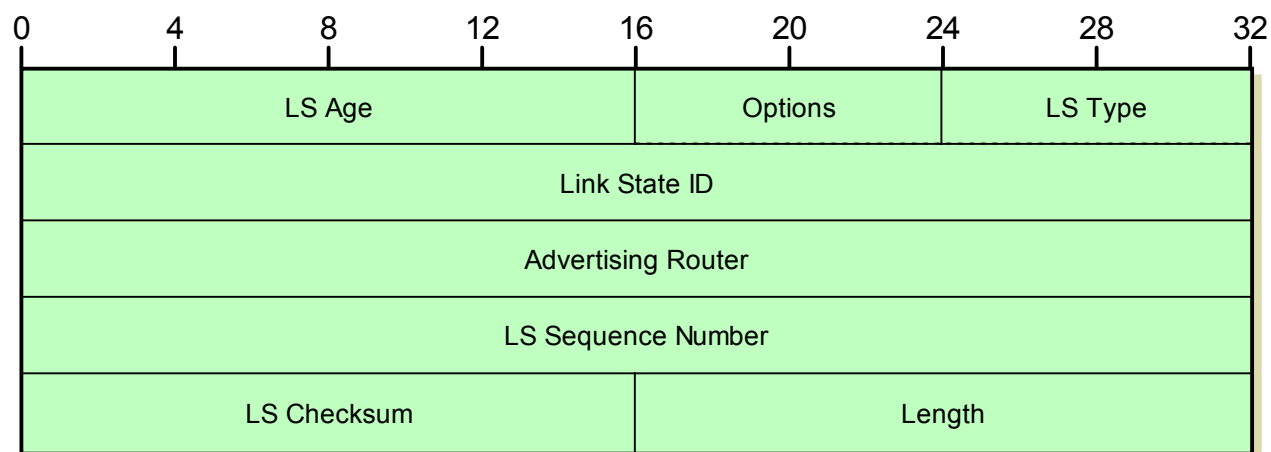 0 4 8 12 16 20 24 28 32
LS Age Options LS Type
Link State ID
Advertising Router
LS Sequence Number
LS Checksum Length